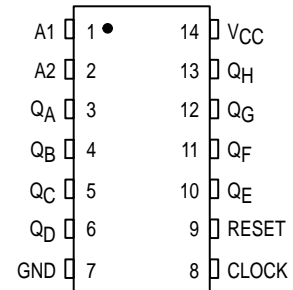 A1 1 14 VCC
A2 2 13 QH
QA 3 12 QG
QB 4 11 QF
QC 5 10 QE
QD 6 9 RESET
GND 7 8 CLOCK